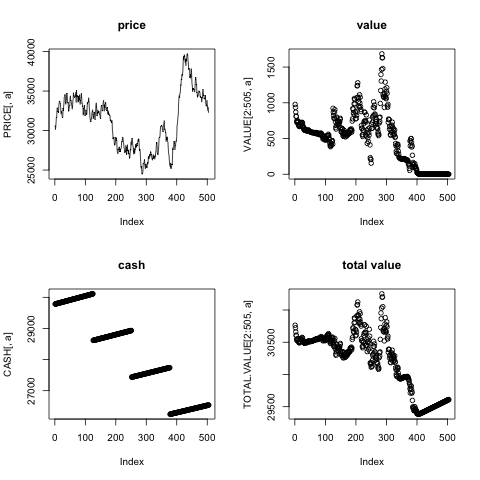 price
PRICE[, a]
25000 30000 35000 40000
0 100 200 300 400 500
Index
value
VALUE[2:505, a]
0 500 1000 1500
0 100 200 300 400 500
Index
cash
CASH[, a]
27000 29000
0 100 200 300 400 500
Index
total value
TOTAL.VALUE[2:505, a]
29500 30500
0 100 200 300 400 500
Index